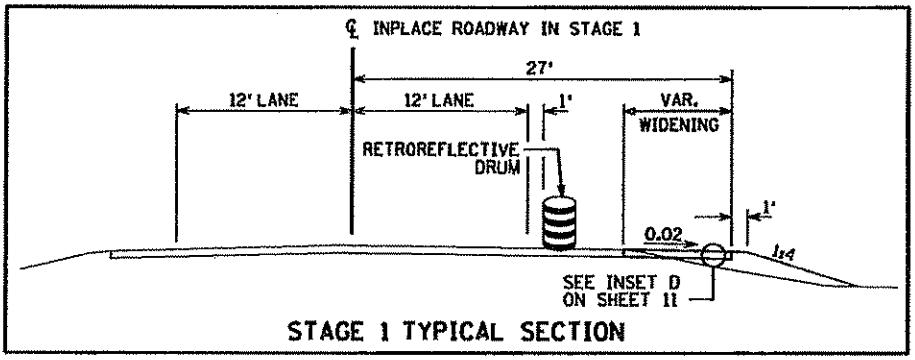 ℄ INPLACE ROADWAY IN STAGE 1
27'
12' LANE
12' LANE
1'
VAR.
WIDENING
RETROREFLECTIVE
DRUM
1'
0.02
1:4
SEE INSET D
ON SHEET 11
STAGE 1 TYPICAL SECTION